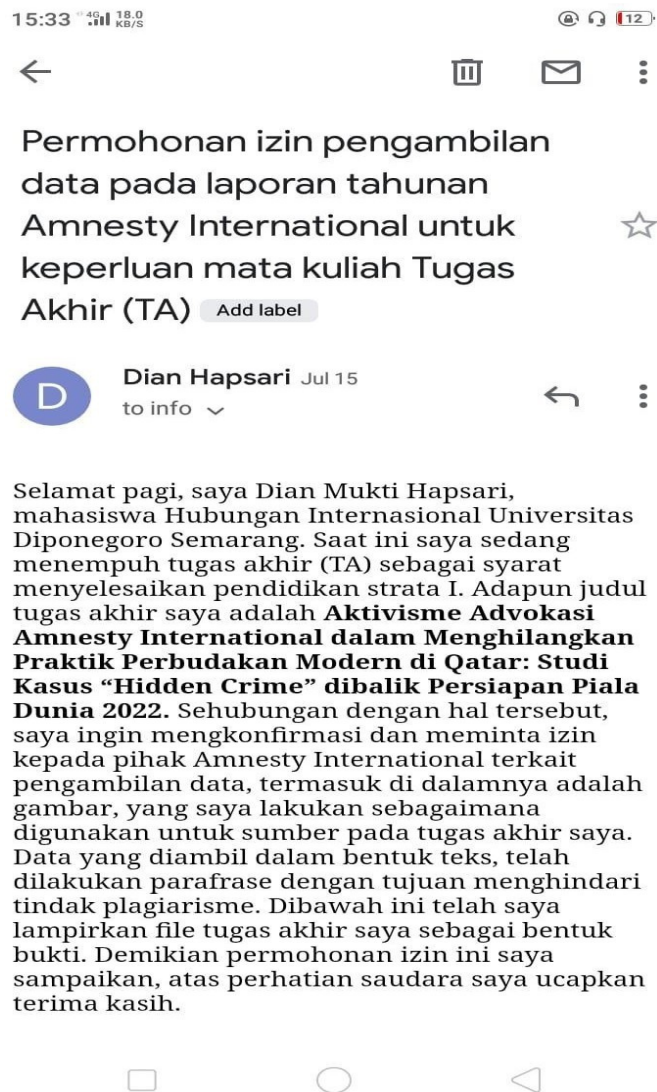 15:33 4G 18.0 KB/S 12
Permohonan izin pengambilan
data pada laporan tahunan
Amnesty International untuk
keperluan mata kuliah Tugas
Akhir (TA) Add label
D
Dian Hapsari Jul 15
to info
Selamat pagi, saya Dian Mukti Hapsari,
mahasiswa Hubungan Internasional Universitas
Diponegoro Semarang. Saat ini saya sedang
menempuh tugas akhir (TA) sebagai syarat
menyelesaikan pendidikan strata I. Adapun judul
tugas akhir saya adalah Aktivisme Advokasi
Amnesty International dalam Menghilangkan
Praktik Perbudakan Modern di Qatar: Studi
Kasus “Hidden Crime” dibalik Persiapan Piala
Dunia 2022. Sehubungan dengan hal tersebut,
saya ingin mengkonfirmasi dan meminta izin
kepada pihak Amnesty International terkait
pengambilan data, termasuk di dalamnya adalah
gambar, yang saya lakukan sebagaimana
digunakan untuk sumber pada tugas akhir saya.
Data yang diambil dalam bentuk teks, telah
dilakukan parafrase dengan tujuan menghindari
tindak plagiarisme. Dibawah ini telah saya
lampirkan file tugas akhir saya sebagai bentuk
bukti. Demikian permohonan izin ini saya
sampaikan, atas perhatian saudara saya ucapkan
terima kasih.